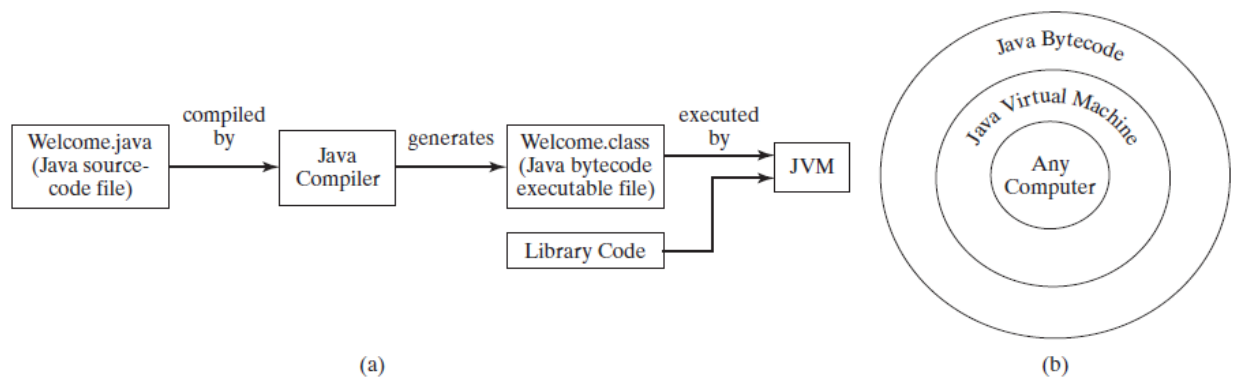 compiled
by
Welcome.java
(Java source-
code file)
Java
Compiler
generates
Welcome.class
(Java bytecode
executable file)
executed
by
JVM
Library Code
(a)
Java Bytecode
Java Virtual Machine
Any
Computer
(b)